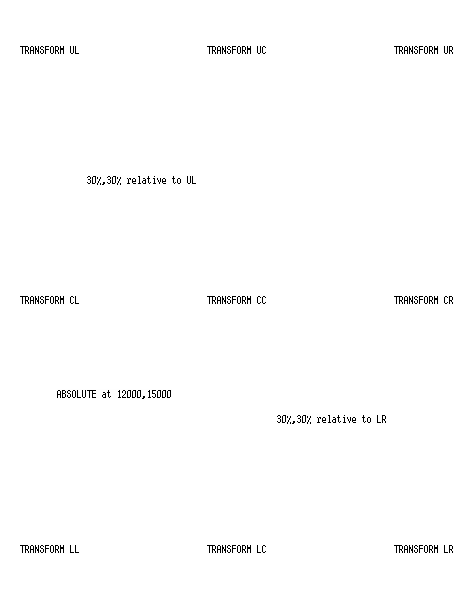 TRANSFORM UL TRANSFORM UC TRANSFORM UR
30%,30% relative to UL
TRANSFORM CL TRANSFORM CC TRANSFORM CR
ABSOLUTE at 12000,15000
30%,30% relative to LR
TRANSFORM LL TRANSFORM LC TRANSFORM LR